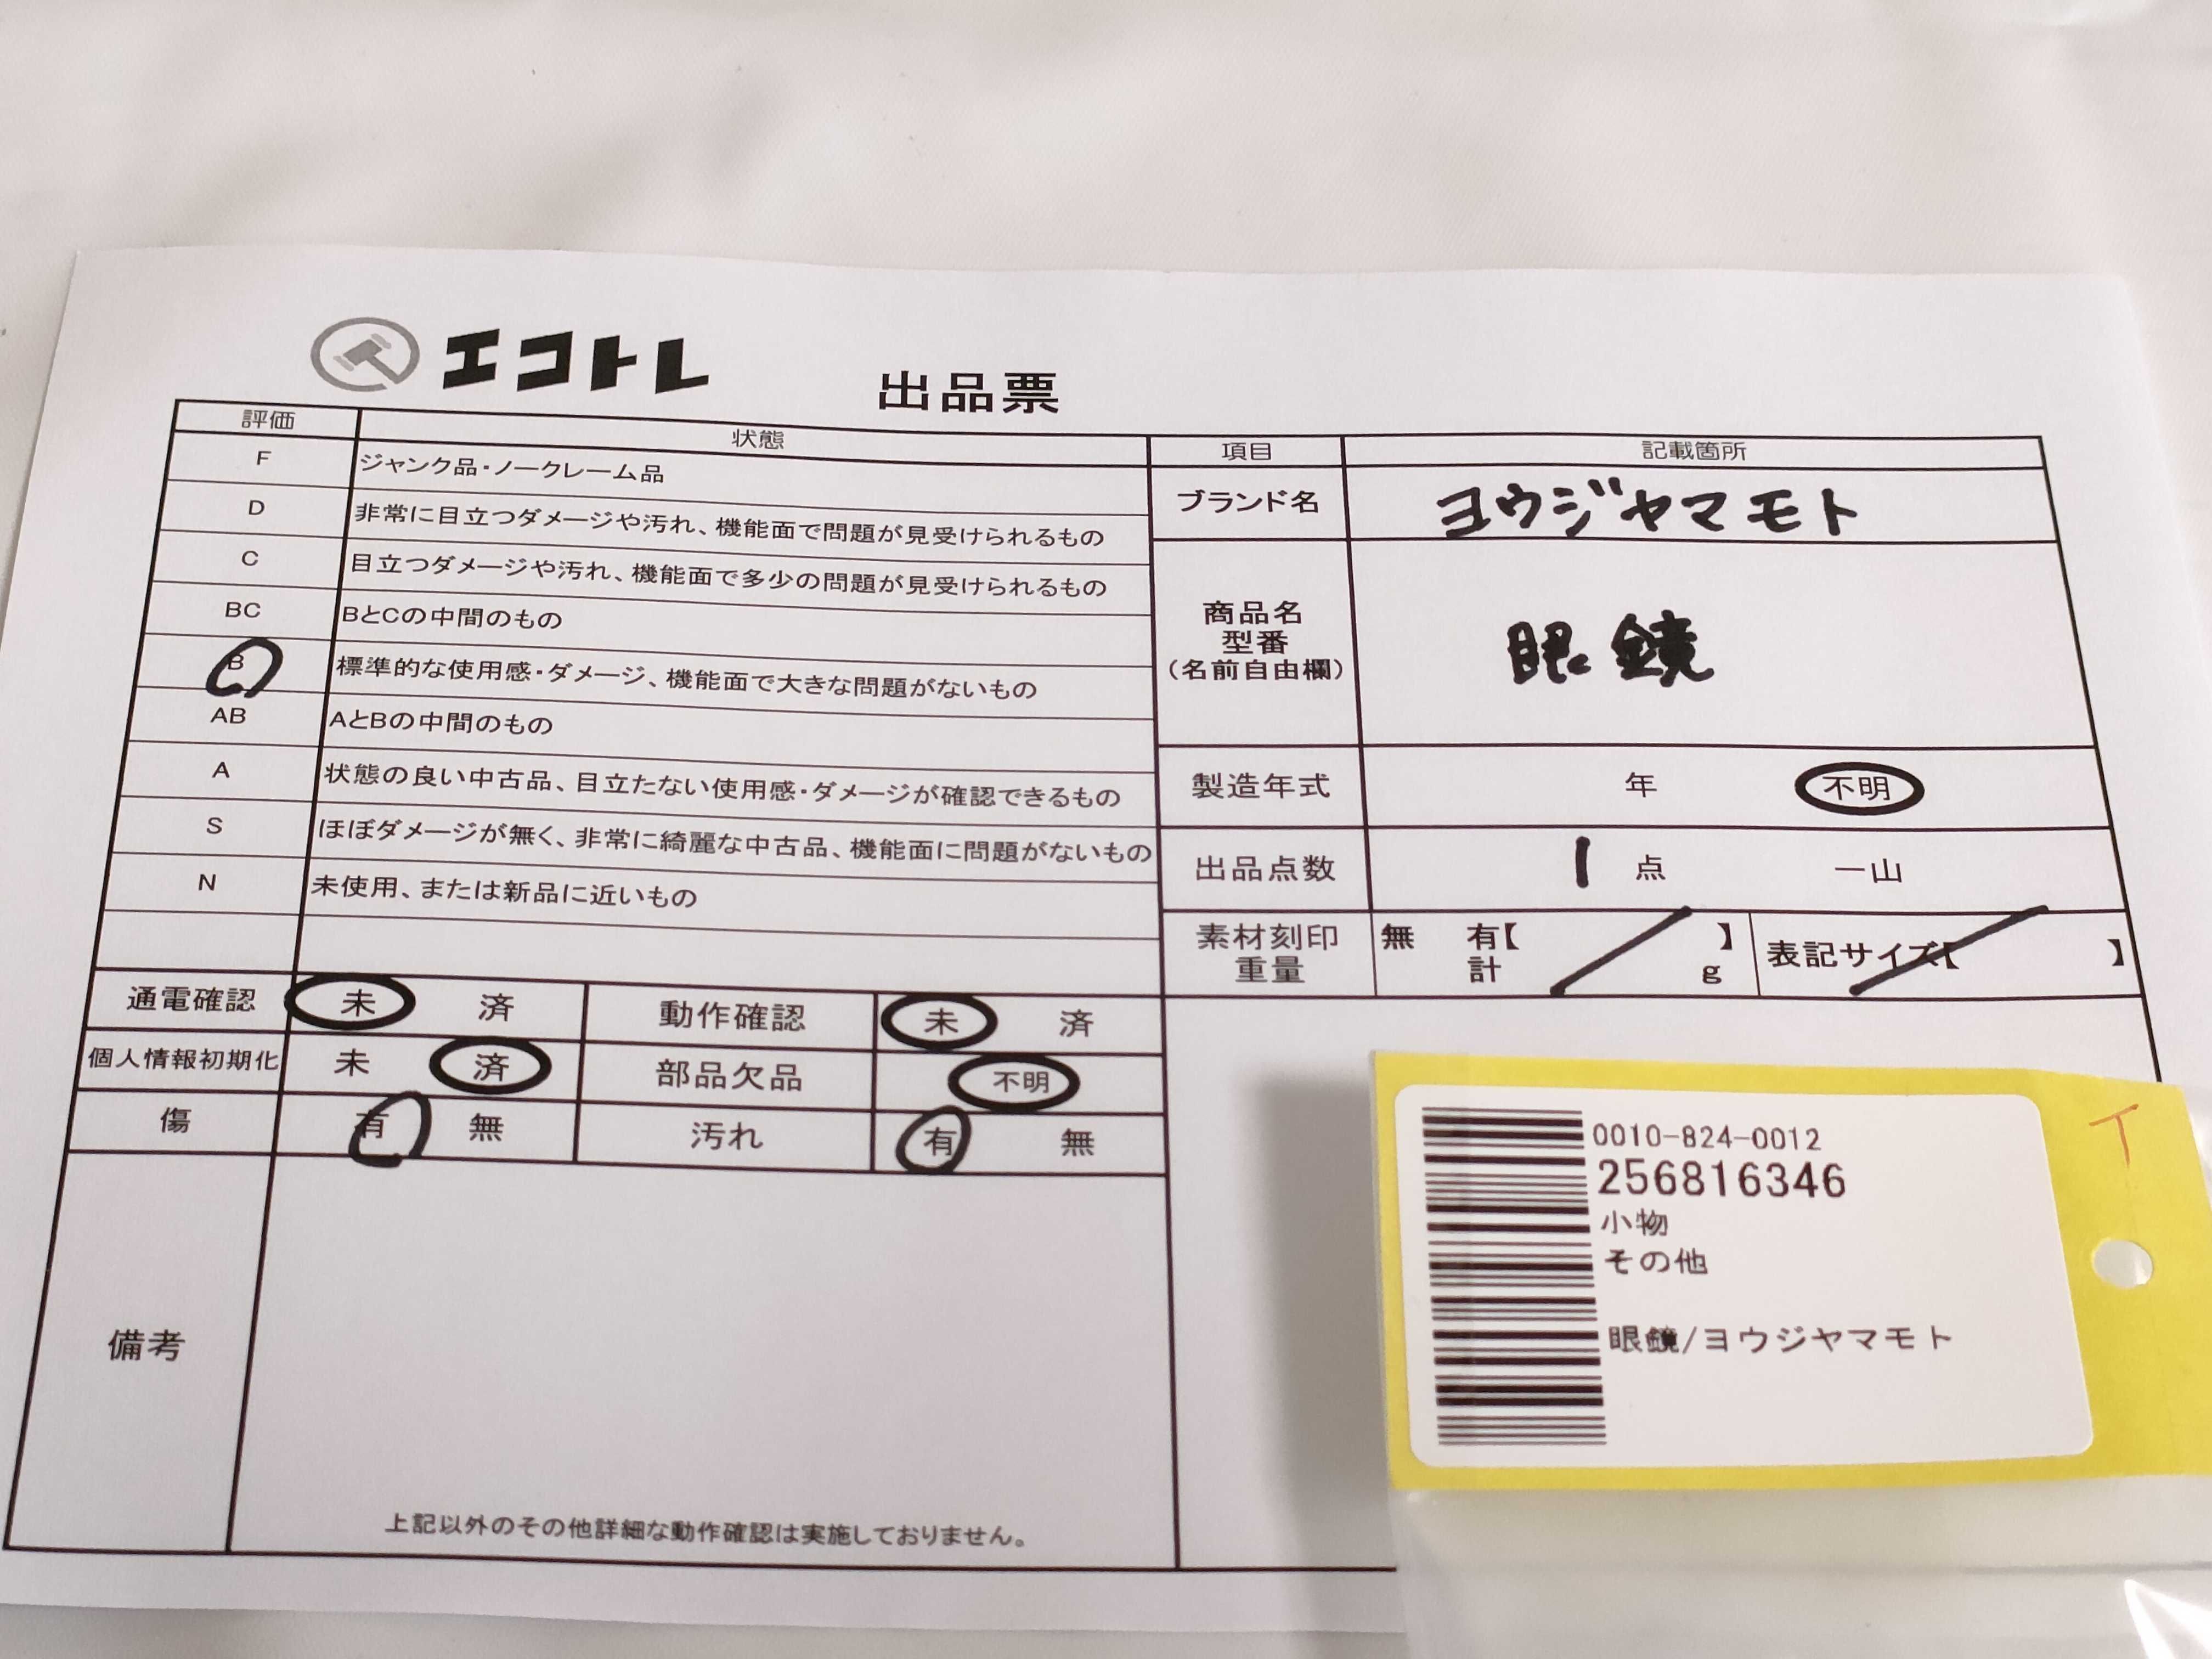 エコトレ
出品票
評価 状態
F ジャンク品・ノークレーム品
D 非常に目立つダメージや汚れ、機能面で問題が見受けられるもの
C 目立つダメージや汚れ、機能面で多少の問題が見受けられるもの
BC BとCの中間のもの
B 標準的な使用感・ダメージ、機能面で大きな問題がないもの
AB AとBの中間のもの
A 状態の良い中古品、目立たない使用感・ダメージが確認できるもの
S ほぼダメージが無く、非常に綺麗な中古品、機能面に問題がないもの
N 未使用、または新品に近いもの
項目 記載箇所
ブランド名 ヨウジヤマモト
商品名
型番
(名前自由欄)
眼鏡
製造年式 年 不明
出品点数 1 点 一山
素材刻印 無 有【 】 表記サイズ【 】
重量 計 g
通電確認 未 済 動作確認 未 済
個人情報初期化 未 済 部品欠品 不明
傷 有 無 汚れ 有 無
備考
上記以外のその他詳細な動作確認は実施しておりません。
0010-824-0012
256816346
小物
その他
眼鏡/ヨウジヤマモト